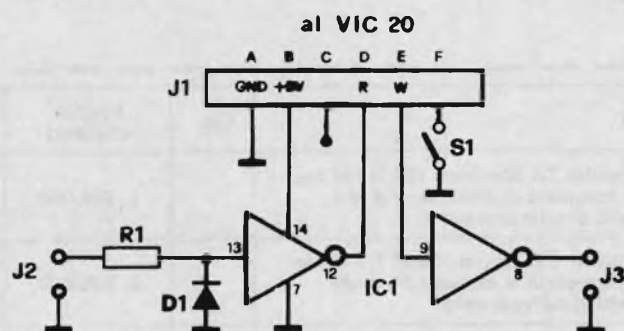 al VIC 20
A B C D E F
J1 GND +5V R W
S1
14
R1 13 9
J2 12 IC1 8 J3
D1 7